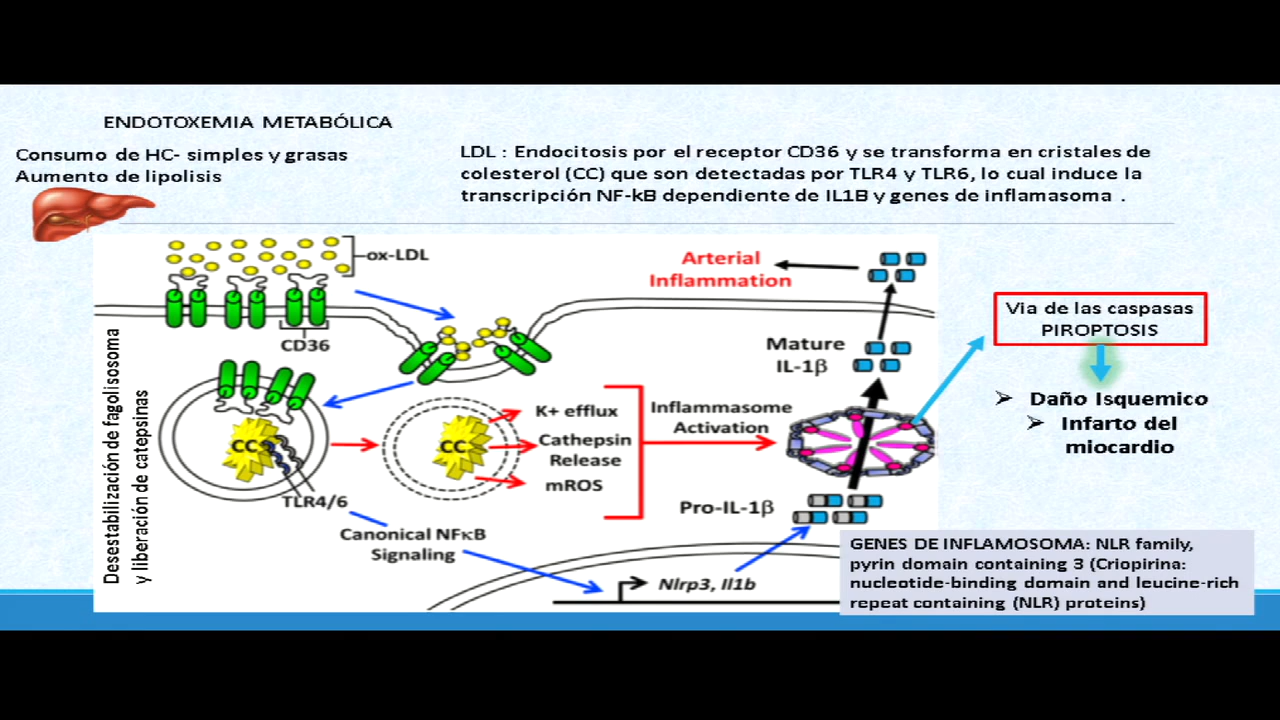 ENDOTOXEMIA METABÓLICA
Consumo de HC- simples y grasas
Aumento de lipolisis
LDL : Endocitosis por el receptor CD36 y se transforma en cristales de
colesterol (CC) que son detectadas por TLR4 y TLR6, lo cual induce la
transcripción NF-kB dependiente de IL1B y genes de inflamasoma .
Desestabilización de fagolisosoma
y liberación de catepsinas
ox-LDL
CD36
CC
TLR4/6
CC
K+ efflux
Cathepsin
Release
mROS
Canonical NFκB
Signaling
Nlrp3, Il1b
Inflammasome
Activation
Pro-IL-1β
Mature
IL-1β
Arterial
Inflammation
Via de las caspasas
PIROPTOSIS
➢ Daño Isquemico
➢ Infarto del
miocardio
GENES DE INFLAMOSOMA: NLR family,
pyrin domain containing 3 (Criopirina:
nucleotide-binding domain and leucine-rich
repeat containing (NLR) proteins)